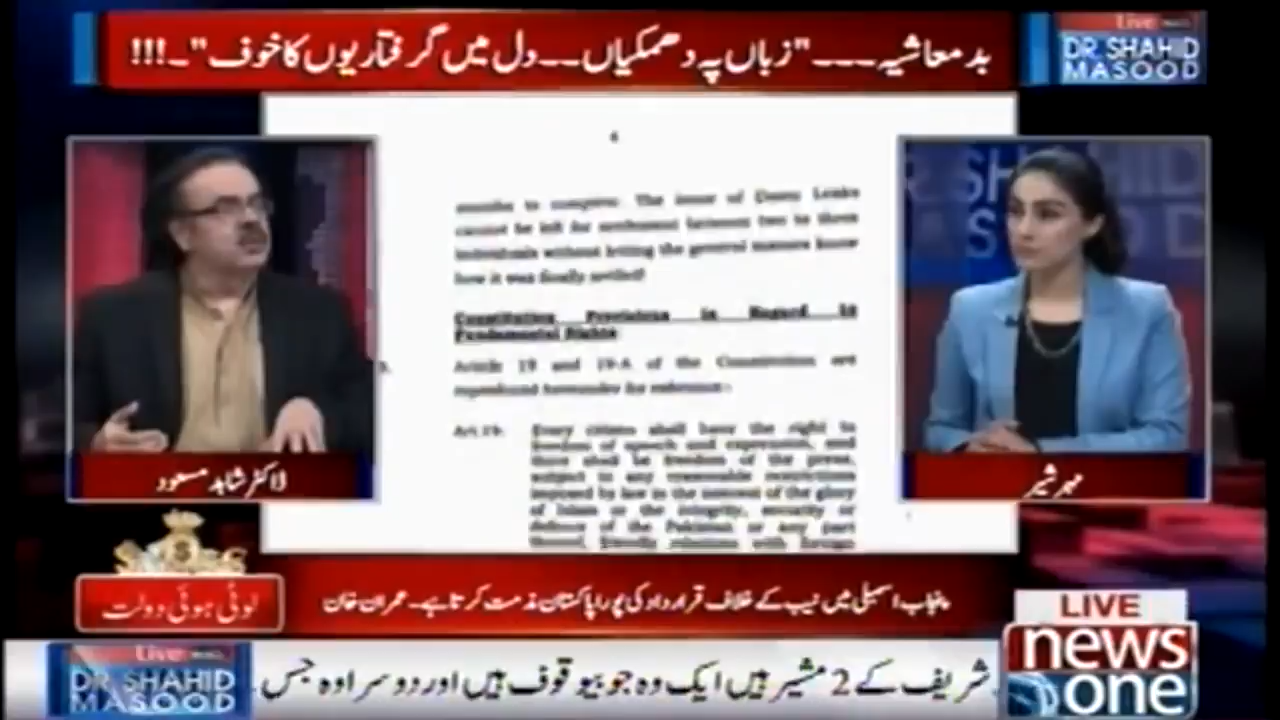 بدمعاشیہ ۔۔۔ "زباں پہ دھمکیاں ۔۔ دل میں گرفتاریوں کا خوف" ۔!!!
Live
DR. SHAHID
MASOOD
4
months to complete. The issue of Dawn Leaks
cannot be left for settlement between two to three
individuals without letting the general masses know
how it was finally settled?
Constitution Provisions in Regard to
Fundamental Rights
Article 19 and 19-A of the Constitution are
reproduced hereunder for reference:-
Art.19: Every citizen shall have the right to
freedom of speech and expression, and
there shall be freedom of the press,
subject to any reasonable restrictions
imposed by law in the interest of the glory
of Islam or the integrity, security or
defence of the Pakistan or any part
thereof, friendly relations with foreign
ڈاکٹر شاہد مسعود
مہر شیر
لوٹی ہوئی دولت
پنجاب اسمبلی میں نیب کے خلاف قرارداد کی پورا پاکستان مذمت کرتا ہے۔ عمران خان
LIVE
news
one
Live
DR. SHAHID
MASOOD
شریف کے 2 مشیر ہیں ایک وہ جو بیوقوف ہیں اور دوسرا وہ جس